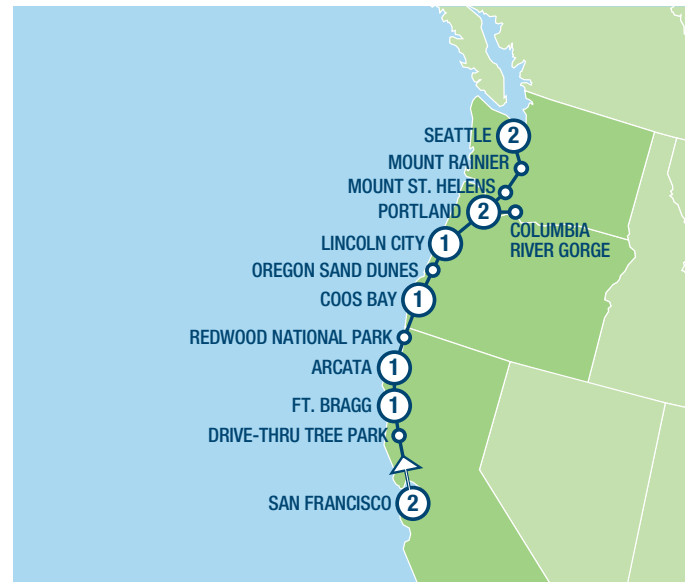 SEATTLE 2
MOUNT RAINIER
MOUNT ST. HELENS
PORTLAND 2
COLUMBIA
RIVER GORGE
LINCOLN CITY 1
OREGON SAND DUNES
COOS BAY 1
REDWOOD NATIONAL PARK
ARCATA 1
FT. BRAGG 1
DRIVE-THRU TREE PARK
SAN FRANCISCO 2